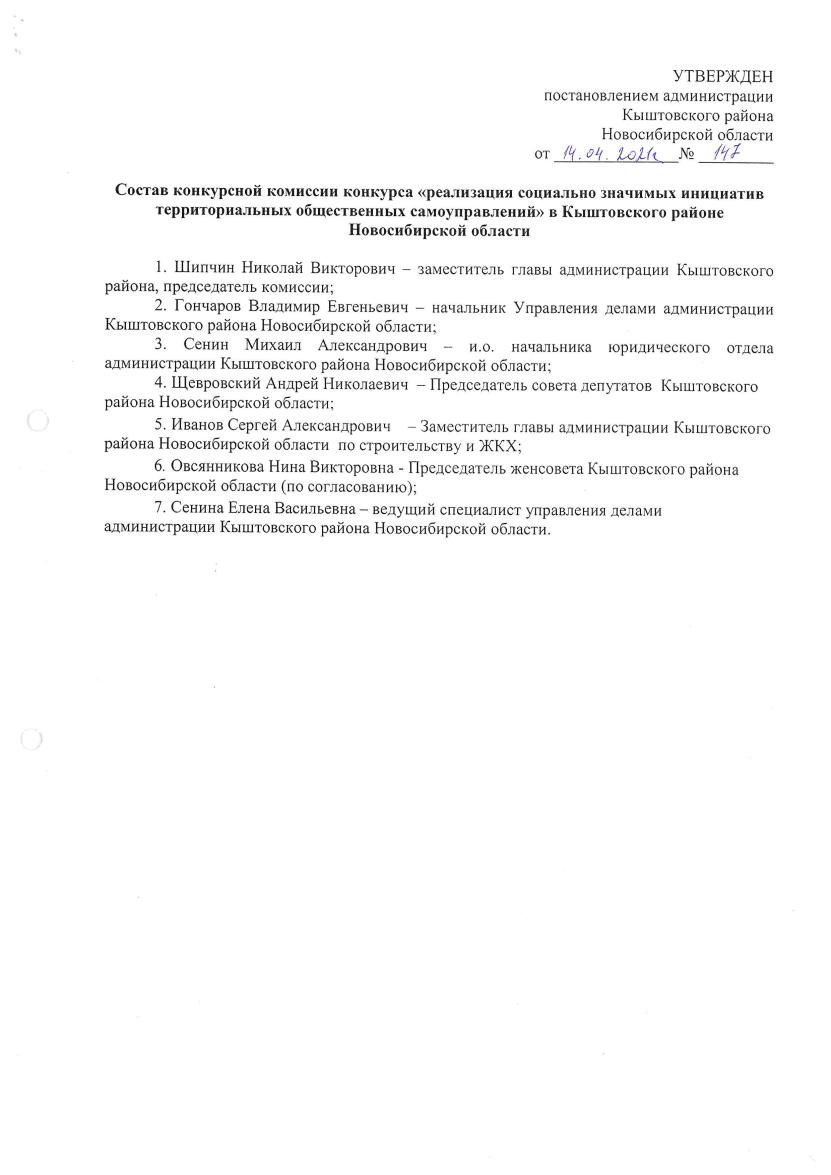 УТВЕРЖДЕН
постановлением администрации
Кыштовского района
Новосибирской области
от 14.04.2021г № 147
Состав конкурсной комиссии конкурса «реализация социально значимых инициатив
территориальных общественных самоуправлений» в Кыштовского районе
Новосибирской области
1. Шипчин Николай Викторович – заместитель главы администрации Кыштовского
района, председатель комиссии;
2. Гончаров Владимир Евгеньевич – начальник Управления делами администрации
Кыштовского района Новосибирской области;
3. Сенин Михаил Александрович – и.о. начальника юридического отдела
администрации Кыштовского района Новосибирской области;
4. Щевровский Андрей Николаевич – Председатель совета депутатов Кыштовского
района Новосибирской области;
5. Иванов Сергей Александрович – Заместитель главы администрации Кыштовского
района Новосибирской области по строительству и ЖКХ;
6. Овсянникова Нина Викторовна - Председатель женсовета Кыштовского района
Новосибирской области (по согласованию);
7. Сенина Елена Васильевна – ведущий специалист управления делами
администрации Кыштовского района Новосибирской области.